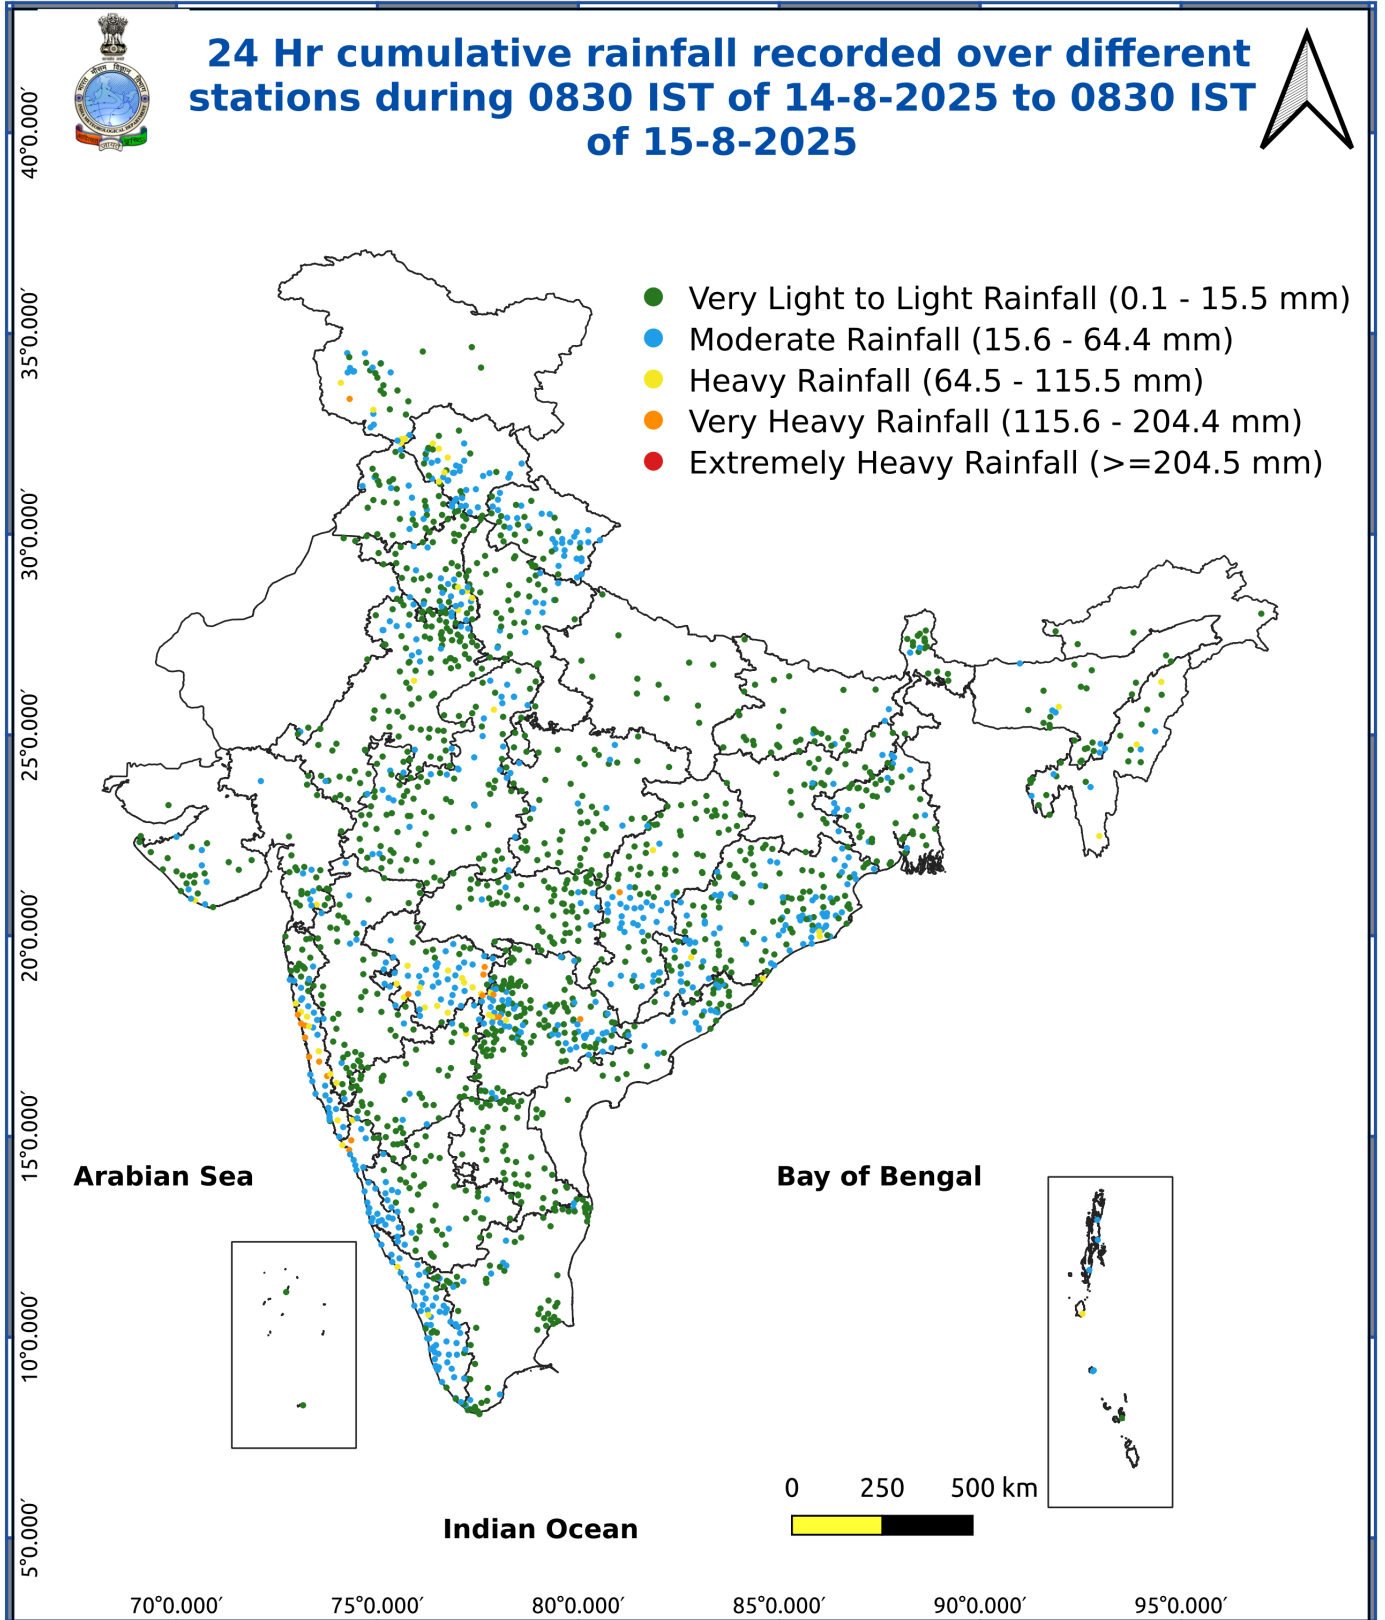 24 Hr cumulative rainfall recorded over different
stations during 0830 IST of 14-8-2025 to 0830 IST
of 15-8-2025
Very Light to Light Rainfall (0.1 - 15.5 mm)
Moderate Rainfall (15.6 - 64.4 mm)
Heavy Rainfall (64.5 - 115.5 mm)
Very Heavy Rainfall (115.6 - 204.4 mm)
Extremely Heavy Rainfall (>=204.5 mm)
40°0.000′
35°0.000′
30°0.000′
25°0.000′
20°0.000′
15°0.000′
10°0.000′
5°0.000′
Arabian Sea
Bay of Bengal
Indian Ocean
0 250 500 km
70°0.000′ 75°0.000′ 80°0.000′ 85°0.000′ 90°0.000′ 95°0.000′